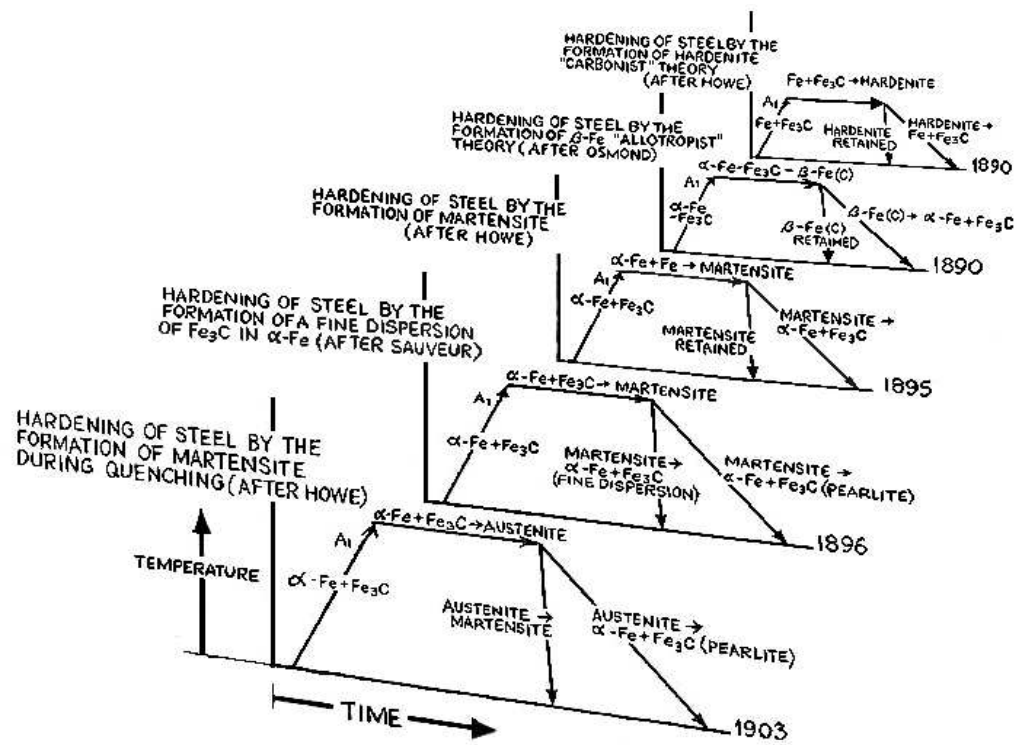 HARDENING OF STEEL BY THE
FORMATION OF HARDENITE
"CARBONIST" THEORY
(AFTER HOWE)
Fe+Fe₃C→HARDENITE
A₁
Fe+Fe₃C
HARDENITE
RETAINED
HARDENITE→
Fe+Fe₃C
1890
HARDENING OF STEEL BY THE
FORMATION OF β-Fe "ALLOTROPIST"
THEORY (AFTER OSMOND)
α-Fe-Fe₃C-β-Fe(C)
A₁
α-Fe
-Fe₃C
β-Fe(C)
RETAINED
β-Fe(C)→α-Fe+Fe₃C
1890
HARDENING OF STEEL BY THE
FORMATION OF MARTENSITE
(AFTER HOWE)
α-Fe+Fe→MARTENSITE
A₁
α-Fe+Fe₃C
MARTENSITE
RETAINED
MARTENSITE→
α-Fe+Fe₃C
1895
HARDENING OF STEEL BY THE
FORMATION OF A FINE DISPERSION
OF Fe₃C IN α-Fe (AFTER SAUVEUR)
α-Fe+Fe₃C→MARTENSITE
A₁
α-Fe+Fe₃C
MARTENSITE→
α-Fe+Fe₃C
(FINE DISPERSION)
MARTENSITE→
α-Fe+Fe₃C(PEARLITE)
1896
HARDENING OF STEEL BY THE
FORMATION OF MARTENSITE
DURING QUENCHING (AFTER HOWE)
α-Fe+Fe₃C→AUSTENITE
A₁
α-Fe+Fe₃C
AUSTENITE→
MARTENSITE
AUSTENITE→
α-Fe+Fe₃C(PEARLITE)
1903
TEMPERATURE
TIME